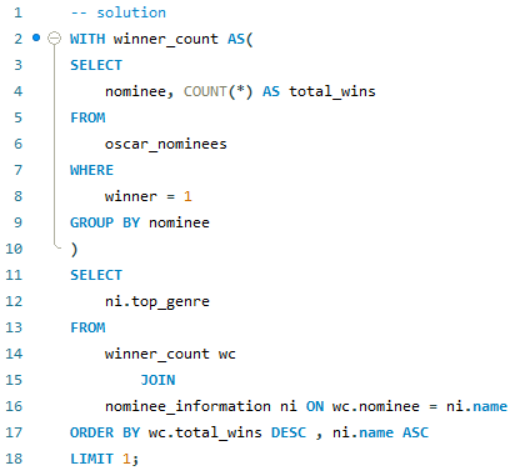 1 -- solution
2 WITH winner_count AS(
3 SELECT
4 nominee, COUNT(*) AS total_wins
5 FROM
6 oscar_nominees
7 WHERE
8 winner = 1
9 GROUP BY nominee
10 )
11 SELECT
12 ni.top_genre
13 FROM
14 winner_count wc
15 JOIN
16 nominee_information ni ON wc.nominee = ni.name
17 ORDER BY wc.total_wins DESC , ni.name ASC
18 LIMIT 1;